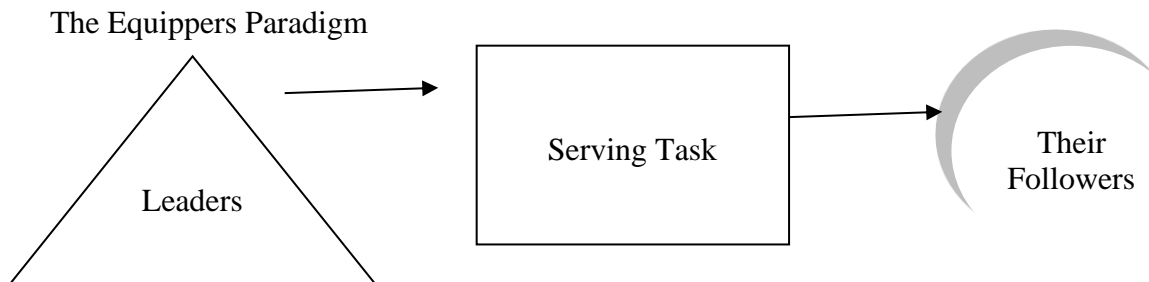 The Equippers Paradigm
Leaders
Serving Task
Their
Followers